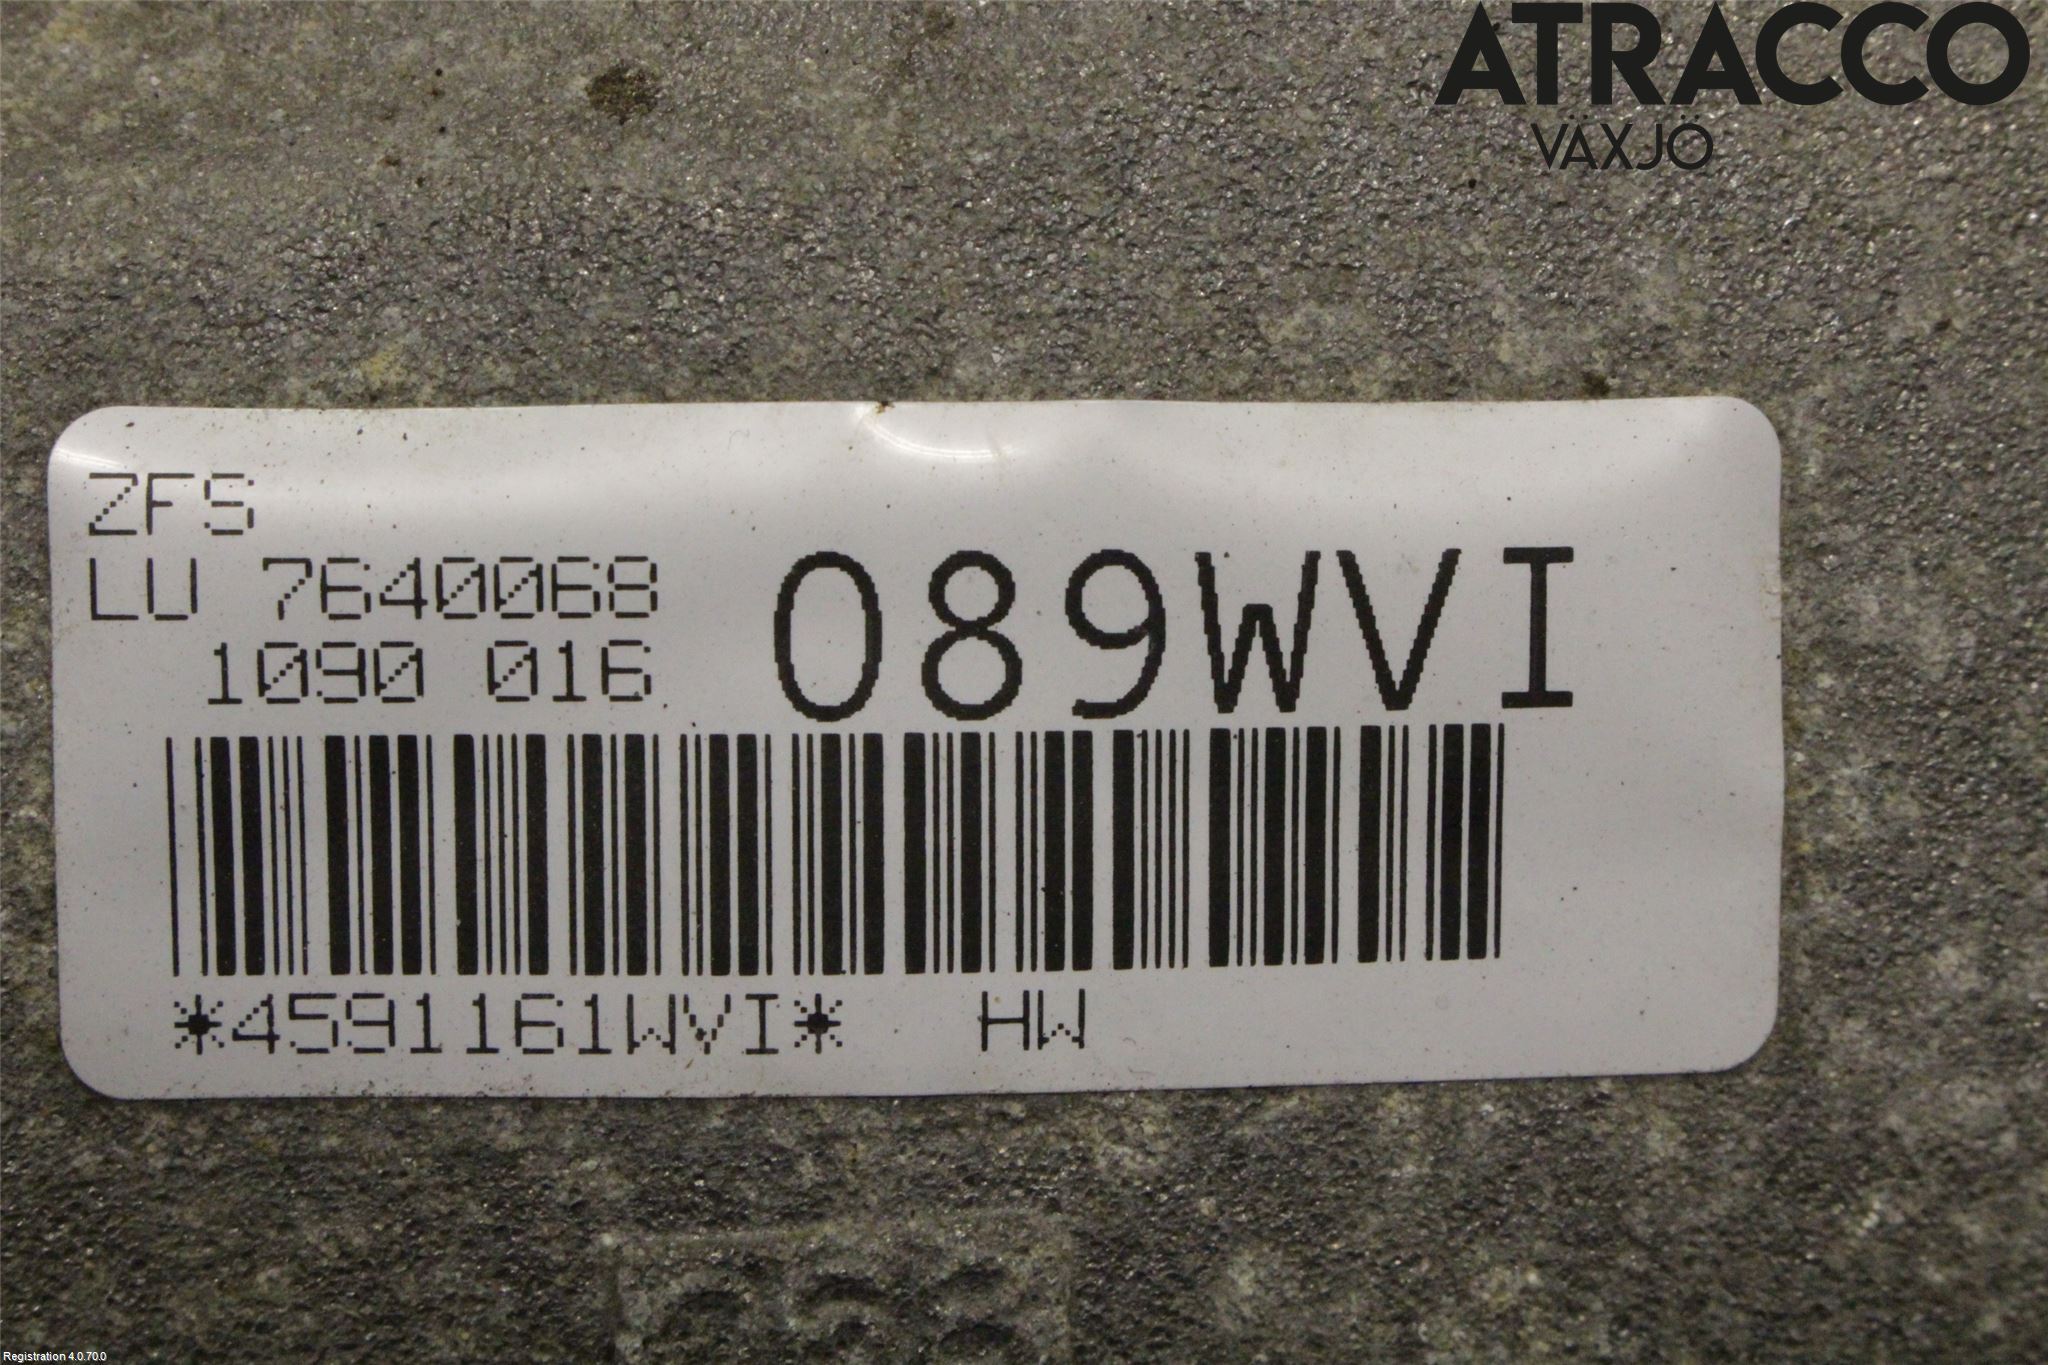 ATRACCO
VÄXJÖ
ZFS
LU 7640068
1090 016
089WVI
*4591161WVI* HW
Registration 4.0.70.0